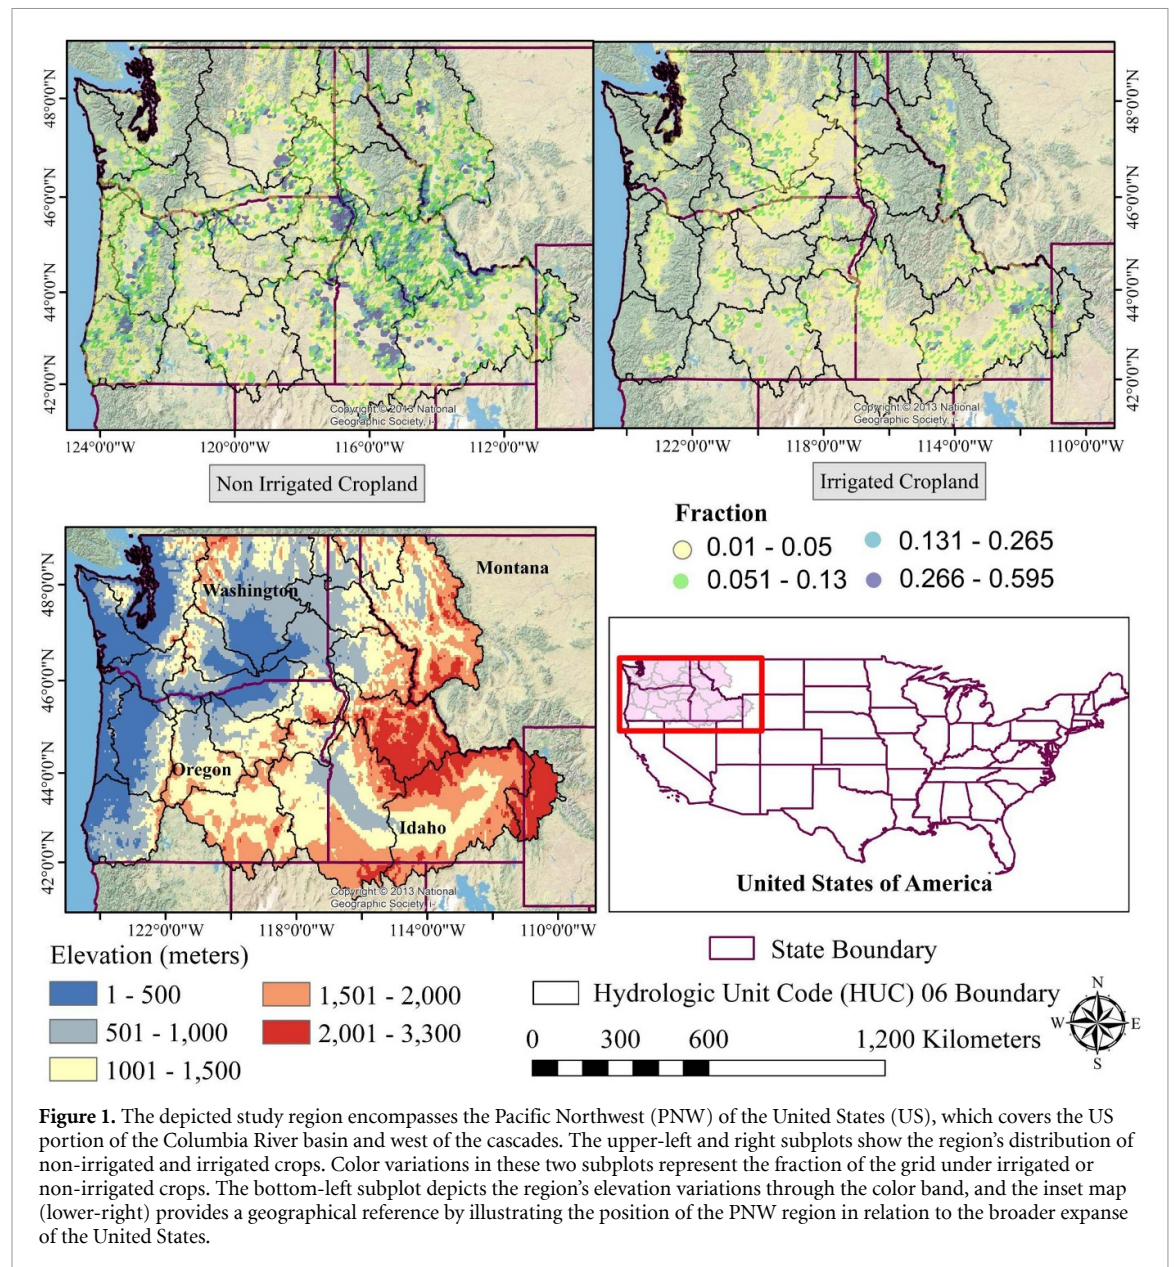 48°0'0"N
46°0'0"N
44°0'0"N
42°0'0"N
Copyright:© 2013 National
Geographic Society, i-
124°0'0"W
120°0'0"W
116°0'0"W
112°0'0"W
Non Irrigated Cropland
48°0'0"N
46°0'0"N
44°0'0"N
42°0'0"N
Copyright:© 2013 National
Geographic Society, i-
122°0'0"W
118°0'0"W
114°0'0"W
110°0'0"W
Irrigated Cropland
Fraction
0.01 - 0.05
0.131 - 0.265
0.051 - 0.13
0.266 - 0.595
48°0'0"N
46°0'0"N
44°0'0"N
42°0'0"N
Washington
Montana
Oregon
Idaho
Copyright:© 2013 National
Geographic Society, i-
122°0'0"W
118°0'0"W
114°0'0"W
110°0'0"W
United States of America
Elevation (meters)
1 - 500
501 - 1,000
1001 - 1,500
1,501 - 2,000
2,001 - 3,300
State Boundary
Hydrologic Unit Code (HUC) 06 Boundary
0 300 600 1,200 Kilometers
N
W E
S
Figure 1. The depicted study region encompasses the Pacific Northwest (PNW) of the United States (US), which covers the US
portion of the Columbia River basin and west of the cascades. The upper-left and right subplots show the region's distribution of
non-irrigated and irrigated crops. Color variations in these two subplots represent the fraction of the grid under irrigated or
non-irrigated crops. The bottom-left subplot depicts the region's elevation variations through the color band, and the inset map
(lower-right) provides a geographical reference by illustrating the position of the PNW region in relation to the broader expanse
of the United States.